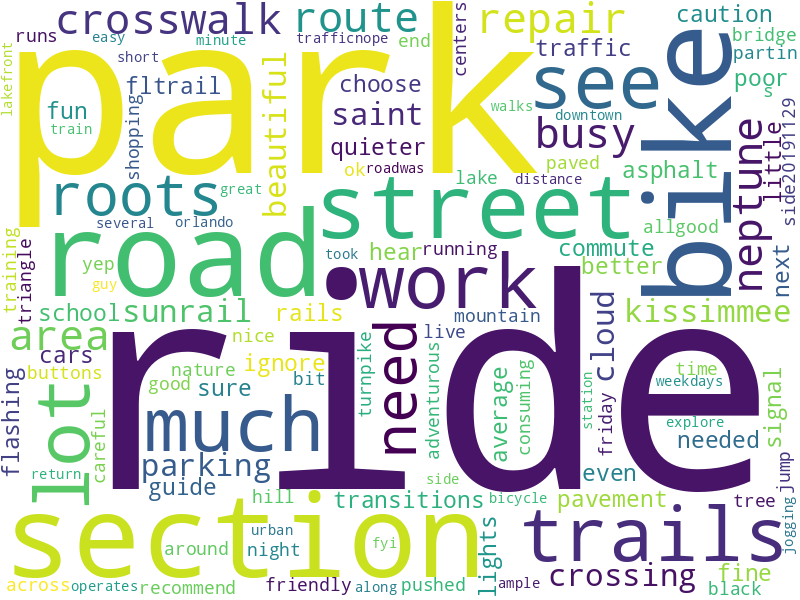 runs
easy
minute
crosswalk
route
trafficnope
end
centers
repair
caution
traffic
bridge
partin
lakefront
park
fun
train
short
fltrail
shopping
beautiful
choose
saint
quieter
ok
roadwas
walks
see
downtown
busy
paved
distance
bike
poor
s
asphalt
neptune
little
side20191129
roots
great
several
orlando
street
lake
allgood
training
triangle
road
yep
guy
took
hear
running
commute
better
next
work
school
sunrail
rails
live
mountain
kissimmee
area
cars
buttons
nice
nature
ignore
good
sure
bit
turnpike
need
adventurous
average
consuming
station
friday
cloud
time
weekdays
explore
needed
signal
ride
flashing
lot
careful
much
parking
guide
return
hill
transitions
side
bicycle
even
pavement
tree
jump
jogging
section
urban
night
around
fyi
lights
trails
across
operates
recommend
friendly
along
pushed
ample
crossing
fine
black